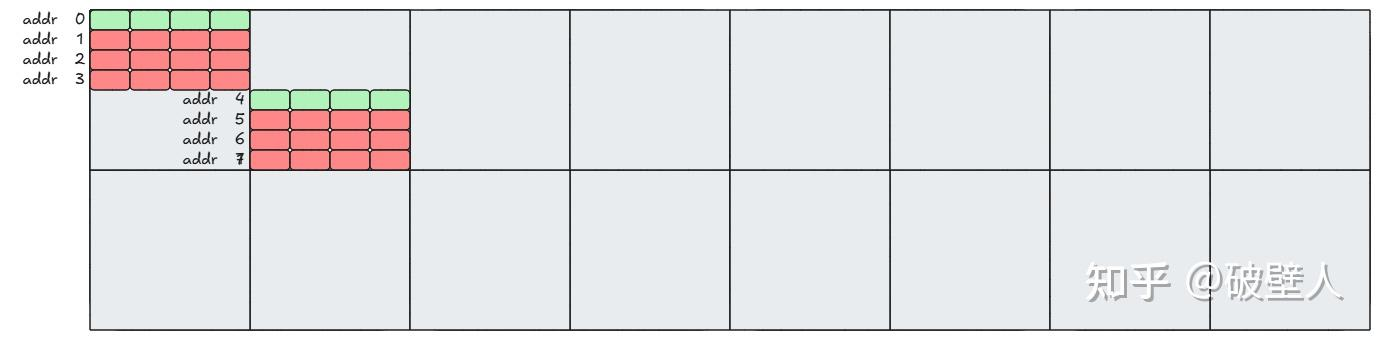 addr 0
addr 1
addr 2
addr 3
addr 4
addr 5
addr 6
addr 7
知乎 @破壁人